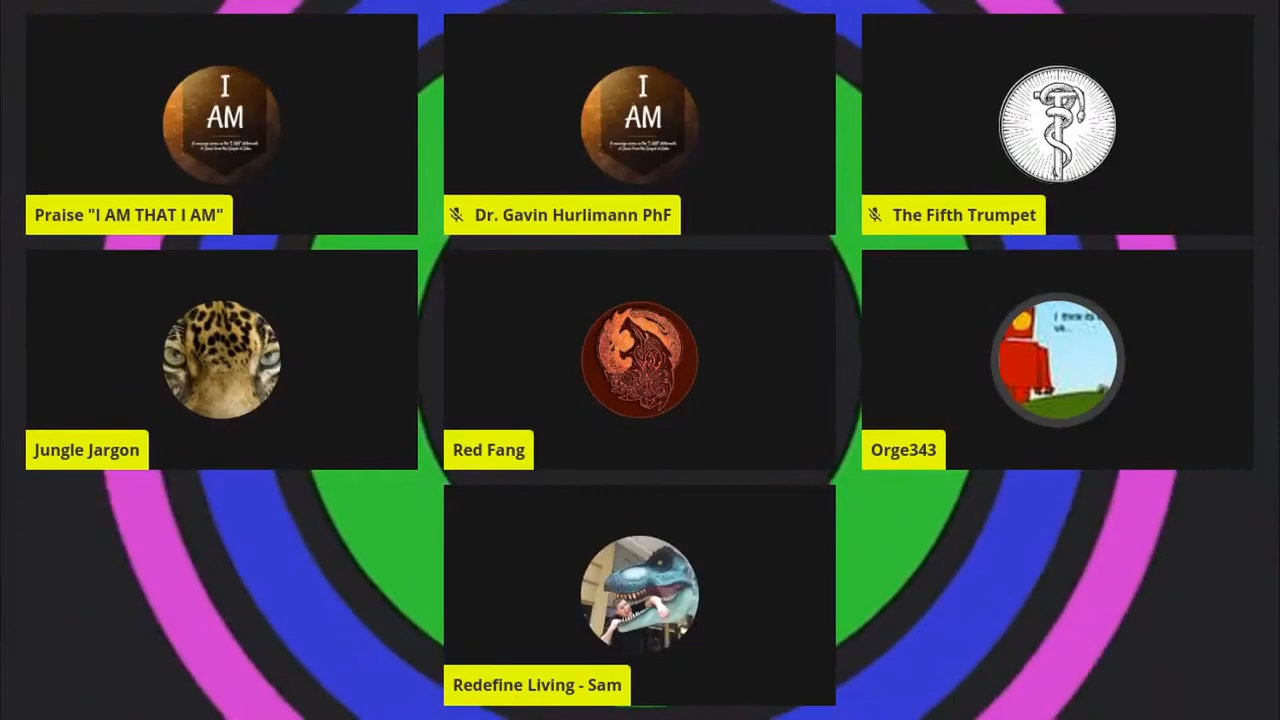 I
AM
Praise "I AM THAT I AM"
I
AM
Dr. Gavin Hurlimann PhF
The Fifth Trumpet
Jungle Jargon
Red Fang
I think
Orge343
Redefine Living - Sam